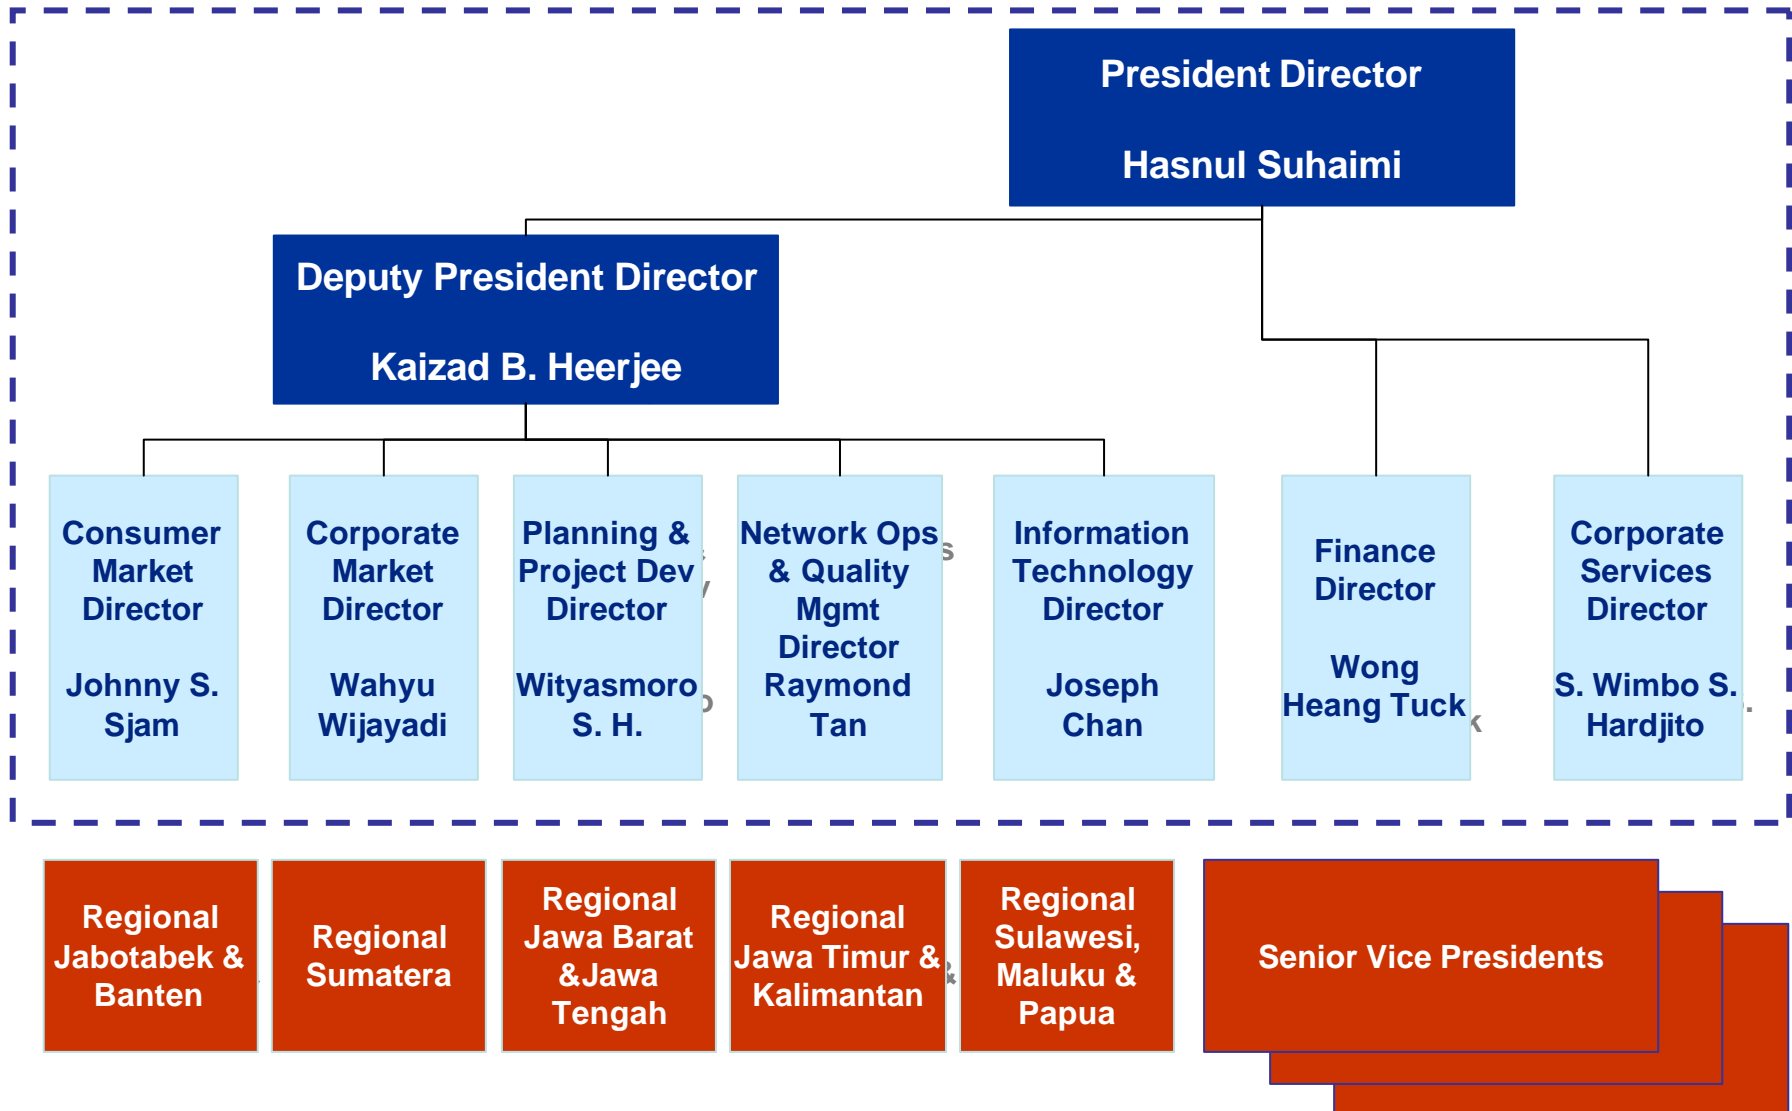 President Director
Hasnul Suhaimi
Deputy President Director
Kaizad B. Heerjee
Consumer
Market
Director
Johnny S.
Sjam
Corporate
Market
Director
Wahyu
Wijayadi
Planning &
Project Dev
Director
Wityasmoro
S. H.
Network Ops
& Quality
Mgmt
Director
Raymond
Tan
Information
Technology
Director
Joseph
Chan
Finance
Director
Wong
Heang Tuck
Corporate
Services
Director
S. Wimbo S.
Hardjito
Regional
Jabotabek &
Banten
Regional
Sumatera
Regional
Jawa Barat
&Jawa
Tengah
Regional
Jawa Timur &
Kalimantan
Regional
Sulawesi,
Maluku &
Papua
Senior Vice Presidents